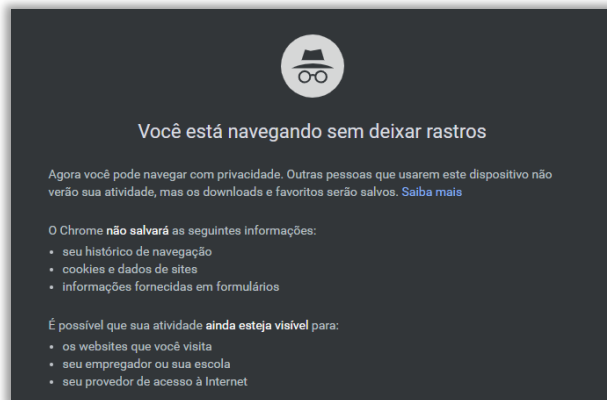 Você está navegando sem deixar rastros
Agora você pode navegar com privacidade. Outras pessoas que usarem este dispositivo não
verão sua atividade, mas os downloads e favoritos serão salvos. Saiba mais
O Chrome não salvará as seguintes informações:
• seu histórico de navegação
• cookies e dados de sites
• informações fornecidas em formulários
É possível que sua atividade ainda esteja visível para:
• os websites que você visita
• seu empregador ou sua escola
• seu provedor de acesso à Internet